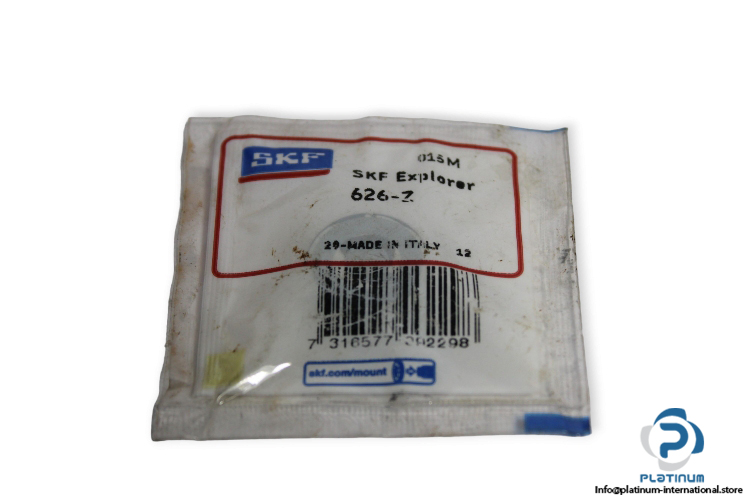 SKF
015M
SKF Explorer
626-Z
29-MADE IN ITALY 12
7 316577 302298
skf.com/mount
PLATINUM
Info@platinum-international.store